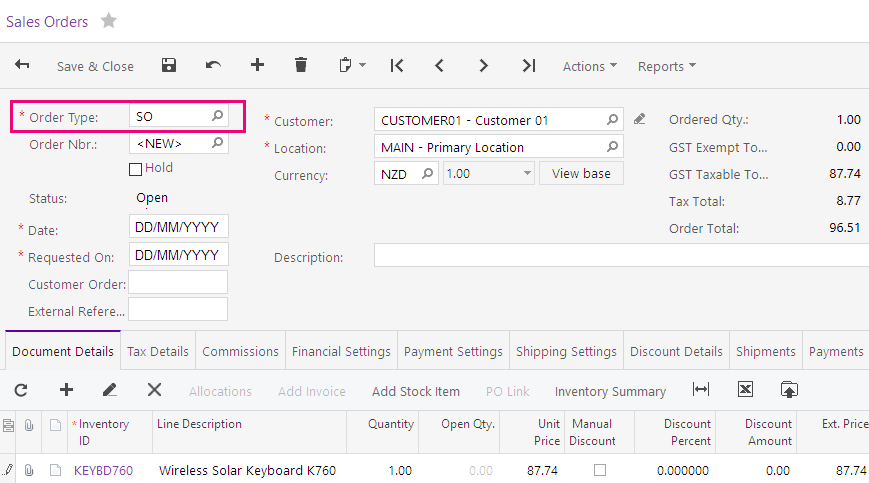 Sales Orders
Save & Close
Actions
Reports
* Order Type: SO
Order Nbr.: <NEW>
Hold
Status: Open
* Date: DD/MM/YYYY
* Requested On: DD/MM/YYYY
Customer Order:
External Refere...
* Customer: CUSTOMER01 - Customer 01
* Location: MAIN - Primary Location
Currency: NZD 1.00 View base
Description:
Ordered Qty.: 1.00
GST Exempt To... 0.00
GST Taxable To... 87.74
Tax Total: 8.77
Order Total: 96.51
Document Details Tax Details Commissions Financial Settings Payment Settings Shipping Settings Discount Details Shipments Payments
Allocations Add Invoice Add Stock Item PO Link Inventory Summary
* Inventory ID Line Description Quantity Open Qty. Unit Price Manual Discount Discount Percent Discount Amount Ext. Price
KEYBD760 Wireless Solar Keyboard K760 1.00 0.00 87.74 0.000000 0.00 87.74